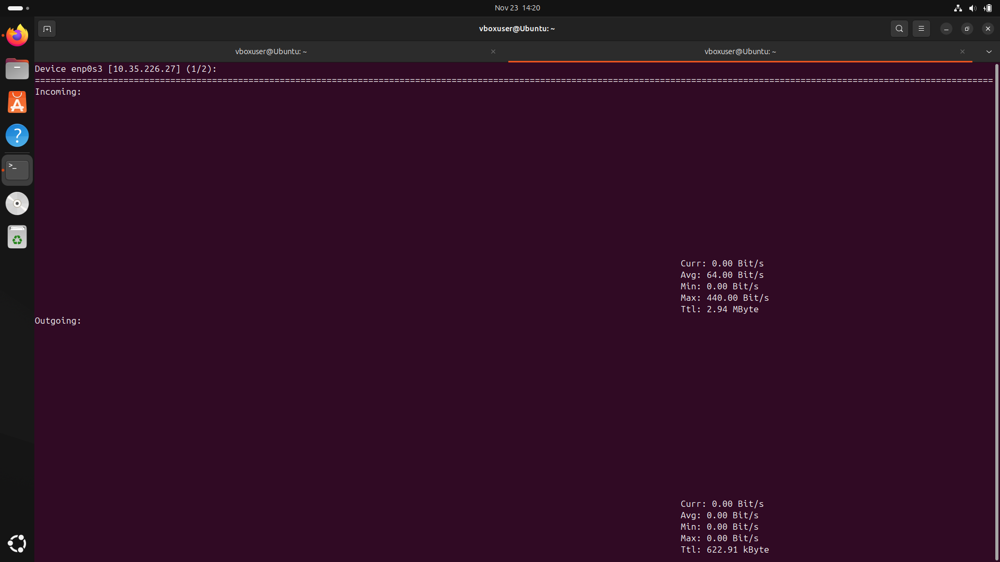 Nov 23 14:20
vboxuser@Ubuntu: ~
vboxuser@Ubuntu: ~
vboxuser@Ubuntu: ~
Device enp0s3 [10.35.226.27] (1/2):
========================================================================================================================================================================================
Incoming:
Curr: 0.00 Bit/s
Avg: 64.00 Bit/s
Min: 0.00 Bit/s
Max: 440.00 Bit/s
Ttl: 2.94 MByte
Outgoing:
Curr: 0.00 Bit/s
Avg: 0.00 Bit/s
Min: 0.00 Bit/s
Max: 0.00 Bit/s
Ttl: 622.91 kByte